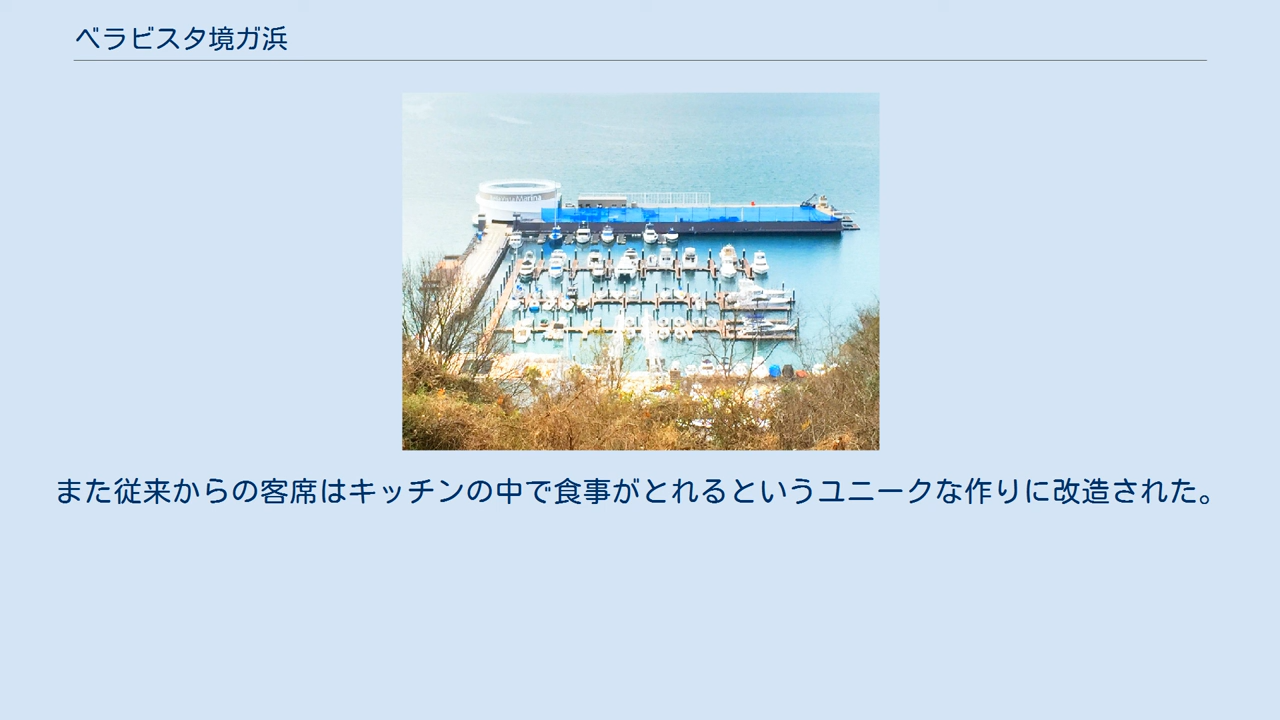 ベラビスタ境ガ浜
また従来からの客席はキッチンの中で食事がとれるというユニークな作りに改造された。